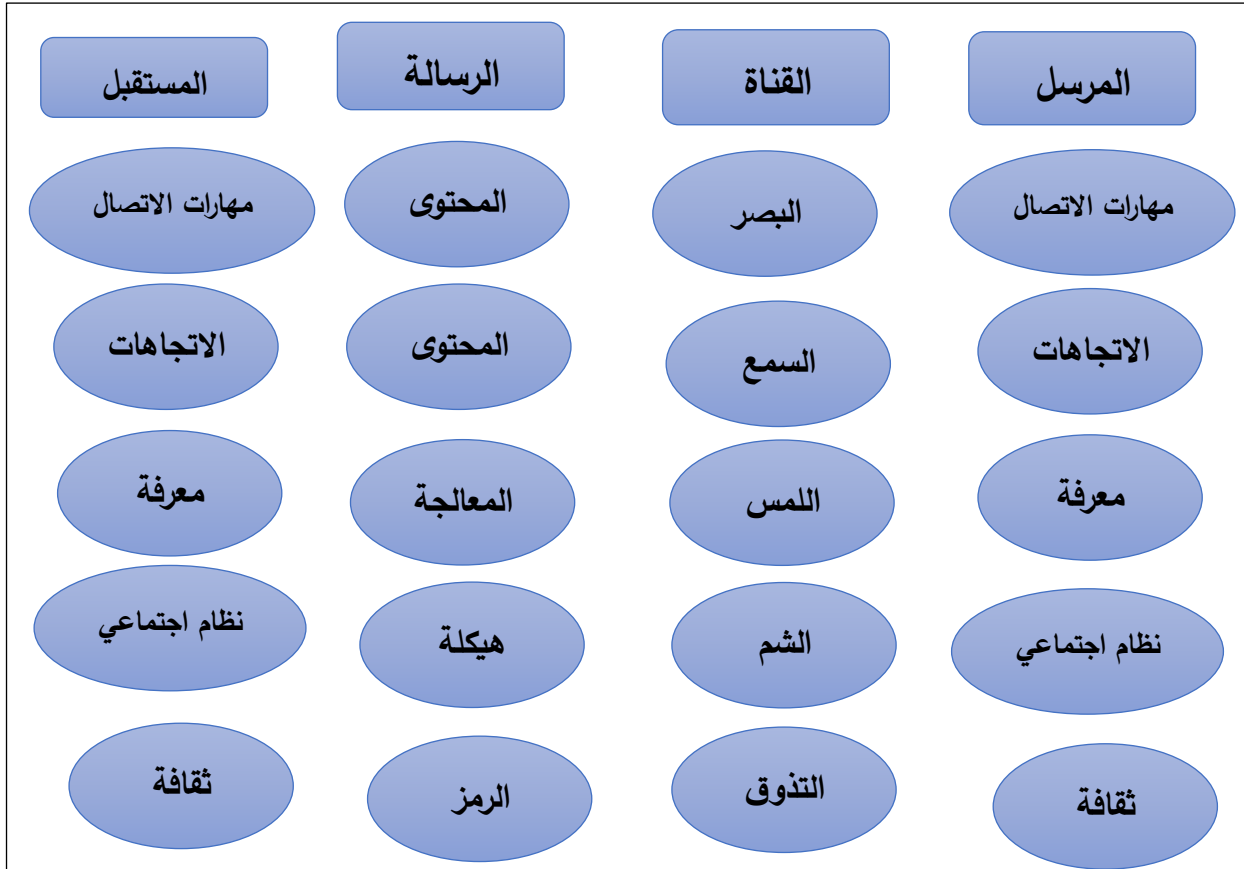 المرسل
القناة
الرسالة
المستقبل
مهارات الاتصال
البصر
المحتوى
مهارات الاتصال
الاتجاهات
السمع
المحتوى
الاتجاهات
معرفة
اللمس
المعالجة
معرفة
نظام اجتماعي
الشم
هيكلة
نظام اجتماعي
ثقافة
التذوق
الرمز
ثقافة